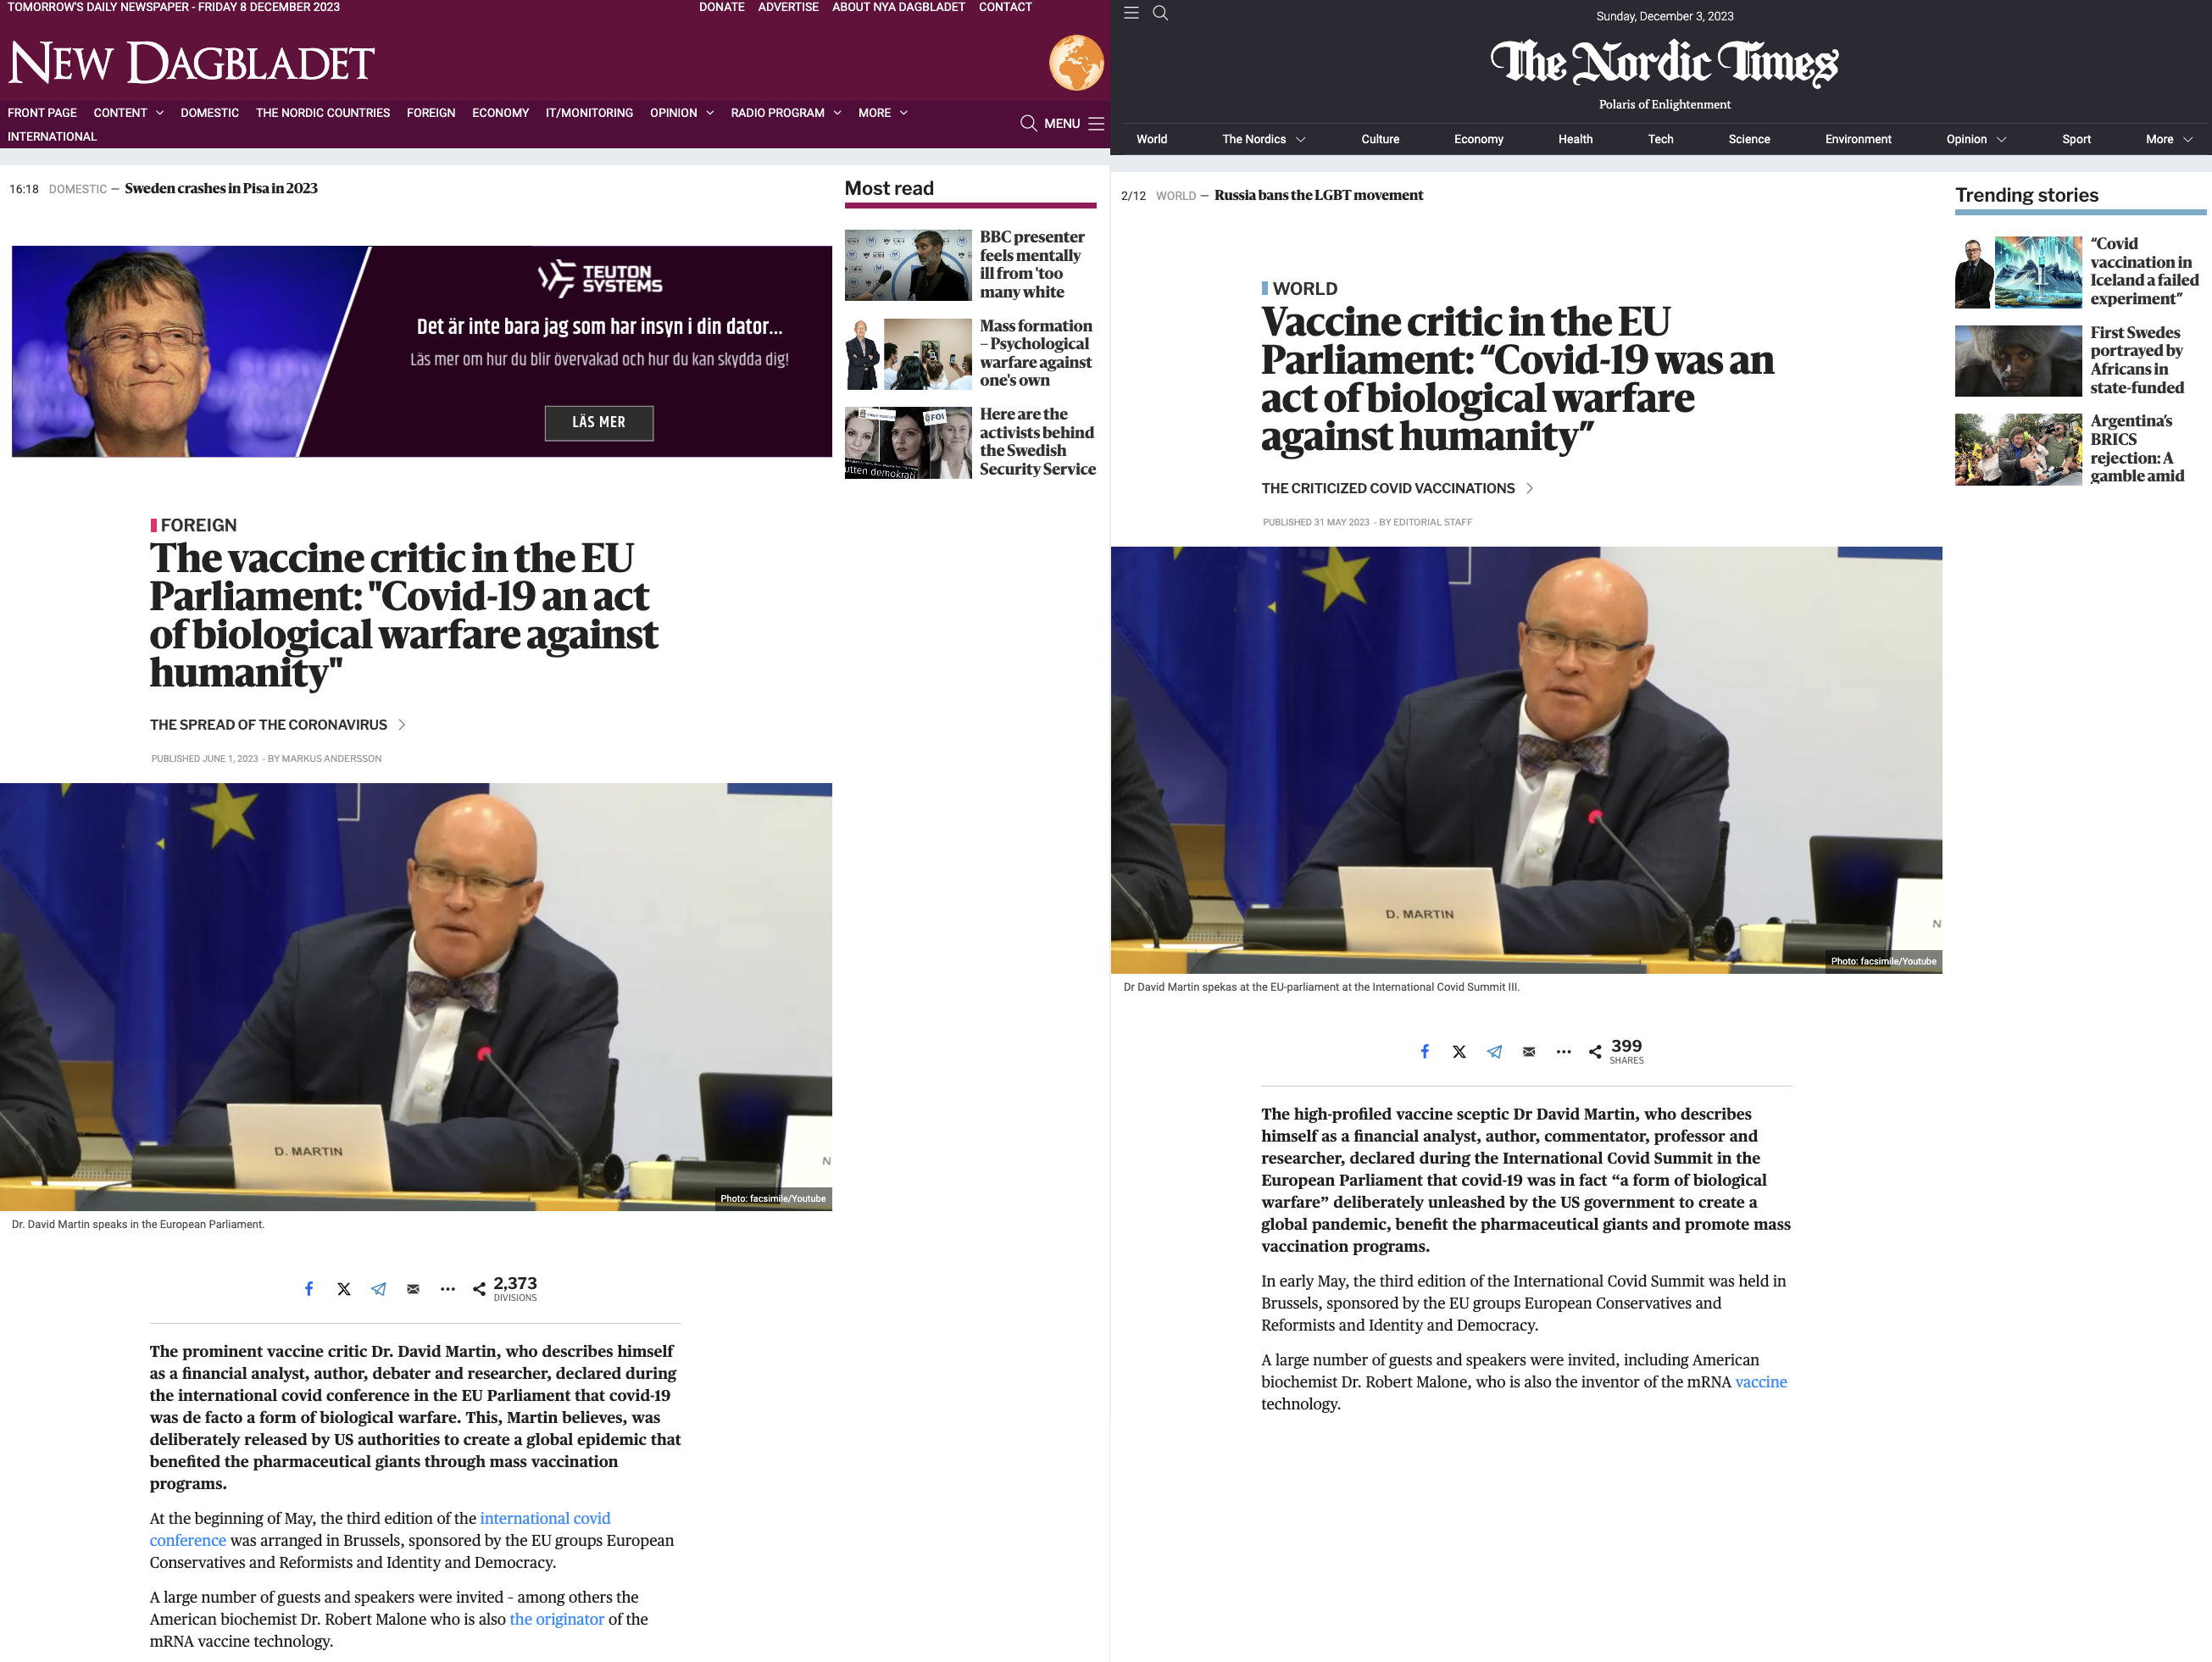 TOMORROW'S DAILY NEWSPAPER - FRIDAY 8 DECEMBER 2023
DONATE ADVERTISE ABOUT NYA DAGBLADET CONTACT
NEW DAGBLADET
FRONT PAGE CONTENT DOMESTIC THE NORDIC COUNTRIES FOREIGN ECONOMY IT/MONITORING OPINION RADIO PROGRAM MORE
INTERNATIONAL
MENU
16:18 DOMESTIC — Sweden crashes in Pisa in 2023
TEUTON
SYSTEMS
Det är inte bara jag som har insyn i din dator...
Läs mer om hur du blir övervakad och hur du kan skydda dig!
LÄS MER
Most read
BBC presenter
feels mentally
ill from 'too
many white
Mass formation
– Psychological
warfare against
one's own
Here are the
activists behind
the Swedish
Security Service
FOREIGN
The vaccine critic in the EU
Parliament: "Covid-19 an act
of biological warfare against
humanity"
THE SPREAD OF THE CORONAVIRUS
PUBLISHED JUNE 1, 2023 - BY MARKUS ANDERSSON
D. MARTIN
N
Photo: facsimile/Youtube
Dr. David Martin speaks in the European Parliament.
2,373
DIVISIONS
The prominent vaccine critic Dr. David Martin, who describes himself
as a financial analyst, author, debater and researcher, declared during
the international covid conference in the EU Parliament that covid-19
was de facto a form of biological warfare. This, Martin believes, was
deliberately released by US authorities to create a global epidemic that
benefited the pharmaceutical giants through mass vaccination
programs.
At the beginning of May, the third edition of the international covid
conference was arranged in Brussels, sponsored by the EU groups European
Conservatives and Reformists and Identity and Democracy.
A large number of guests and speakers were invited – among others the
American biochemist Dr. Robert Malone who is also the originator of the
mRNA vaccine technology.
Sunday, December 3, 2023
The Nordic Times
Polaris of Enlightenment
World The Nordics Culture Economy Health Tech Science Environment Opinion Sport More
2/12 WORLD — Russia bans the LGBT movement
Trending stories
“Covid
vaccination in
Iceland a failed
experiment”
First Swedes
portrayed by
Africans in
state-funded
Argentina’s
BRICS
rejection: A
gamble amid
WORLD
Vaccine critic in the EU
Parliament: “Covid-19 was an
act of biological warfare
against humanity”
THE CRITICIZED COVID VACCINATIONS
PUBLISHED 31 MAY 2023 - BY EDITORIAL STAFF
D. MARTIN
N
Photo: facsimile/Youtube
Dr David Martin spekas at the EU-parliament at the International Covid Summit III.
399
SHARES
The high-profiled vaccine sceptic Dr David Martin, who describes
himself as a financial analyst, author, commentator, professor and
researcher, declared during the International Covid Summit in the
European Parliament that covid-19 was in fact “a form of biological
warfare” deliberately unleashed by the US government to create a
global pandemic, benefit the pharmaceutical giants and promote mass
vaccination programs.
In early May, the third edition of the International Covid Summit was held in
Brussels, sponsored by the EU groups European Conservatives and
Reformists and Identity and Democracy.
A large number of guests and speakers were invited, including American
biochemist Dr. Robert Malone, who is also the inventor of the mRNA vaccine
technology.